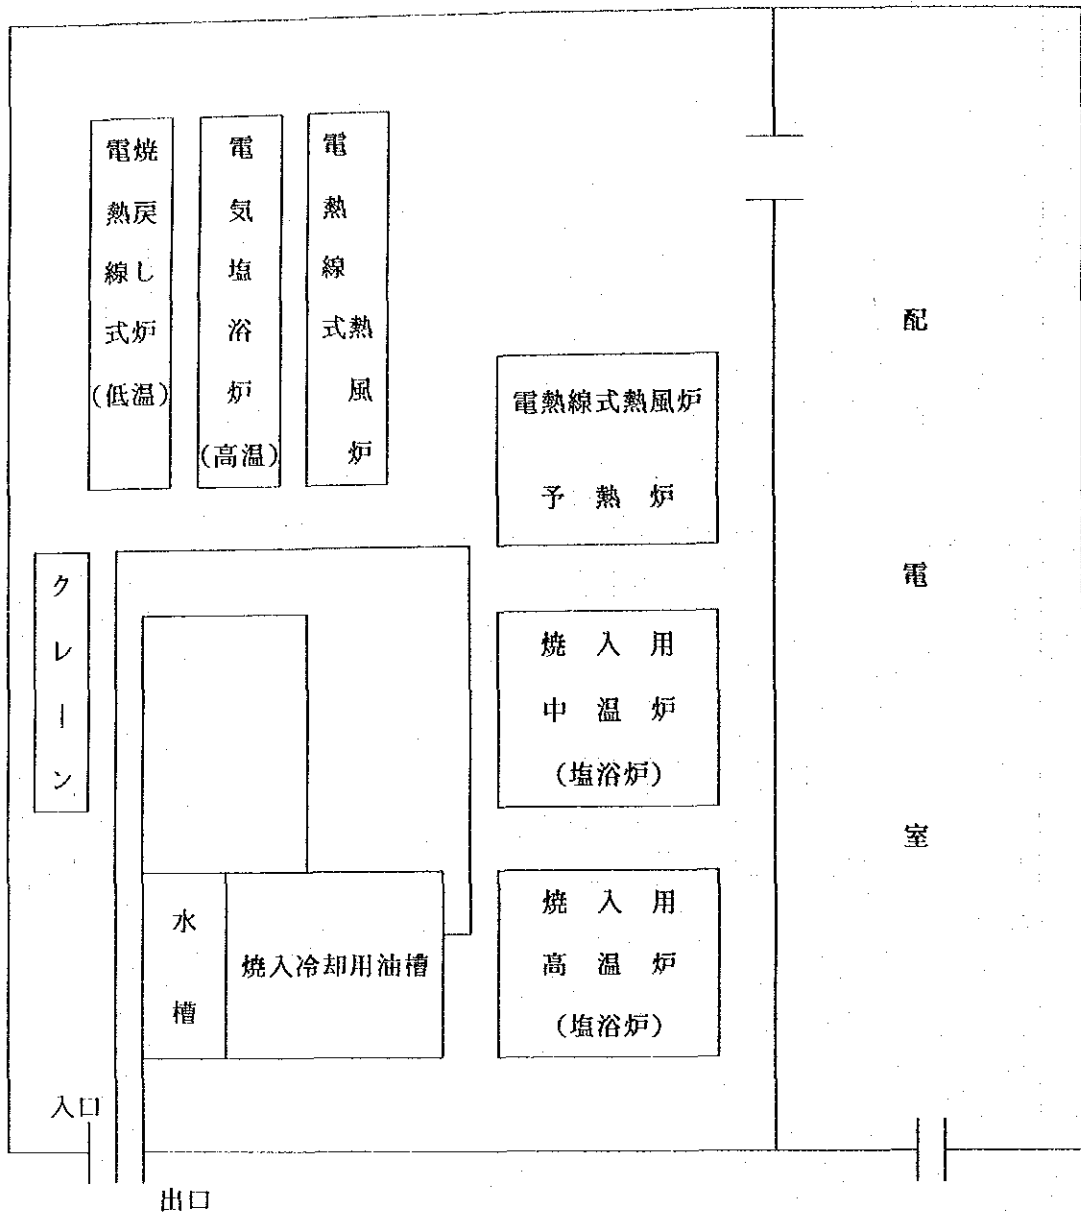 焼戻し炉
電熱線式
(低温)
電気塩浴炉
(高温)
電熱線式
熱風炉
電熱線式熱風炉
予熱炉
配電室
クレーン
焼入用
中温炉
(塩浴炉)
水槽
焼入冷却用油槽
焼入用
高温炉
(塩浴炉)
入口
出口